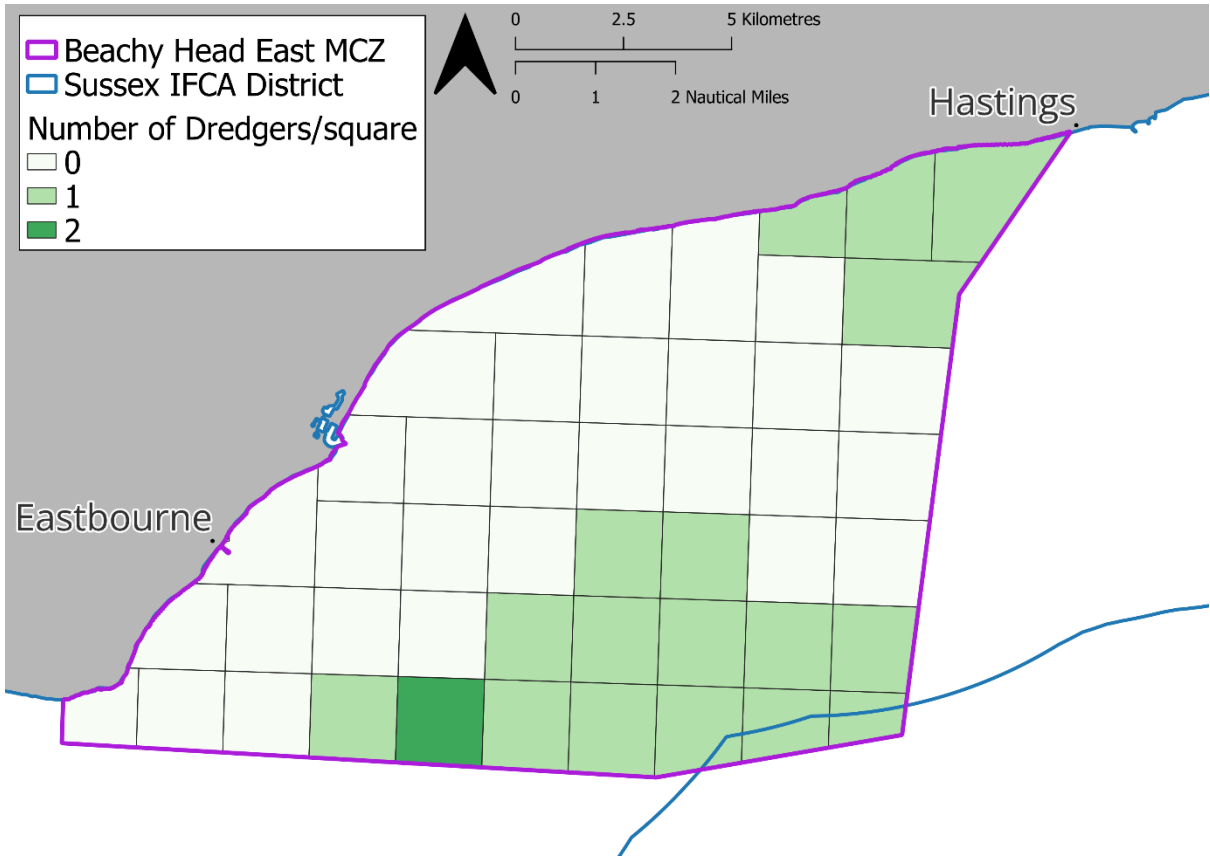 Beachy Head East MCZ
Sussex IFCA District
Number of Dredgers/square
0
1
2
0 2.5 5 Kilometres
0 1 2 Nautical Miles
Hastings
Eastbourne